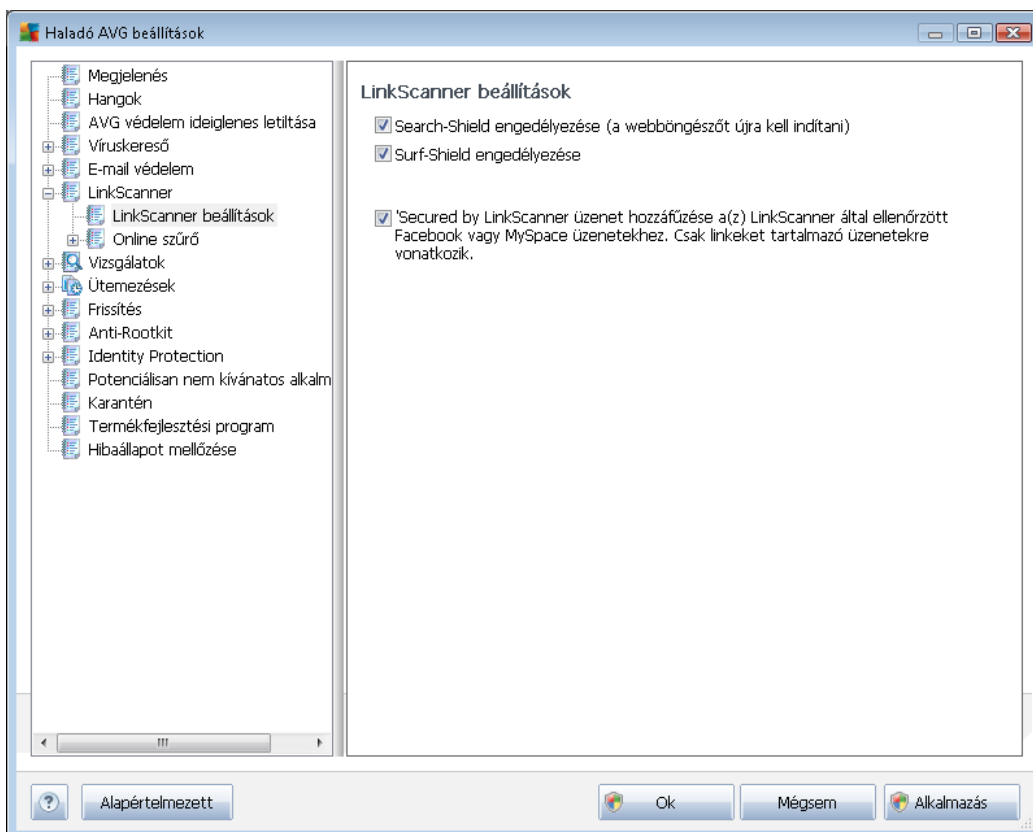 Haladó AVG beállítások
Megjelenés
Hangok
AVG védelem ideiglenes letiltása
Víruskereső
E-mail védelem
LinkScanner
LinkScanner beállítások
Online szűrő
Vizsgálatok
Ütemezések
Frissítés
Anti-Rootkit
Identity Protection
Potenciálisan nem kívánatos alkalm
Karantén
Termékfejlesztési program
Hibaállapot mellőzése
LinkScanner beállítások
Search-Shield engedélyezése (a webböngészőt újra kell indítani)
Surf-Shield engedélyezése
'Secured by LinkScanner üzenet hozzáfűzése a(z) LinkScanner által ellenőrzött
Facebook vagy MySpace üzenetekhez. Csak linkeket tartalmazó üzenetekre
vonatkozik.
?
Alapértelmezett
Ok
Mégsem
Alkalmazás